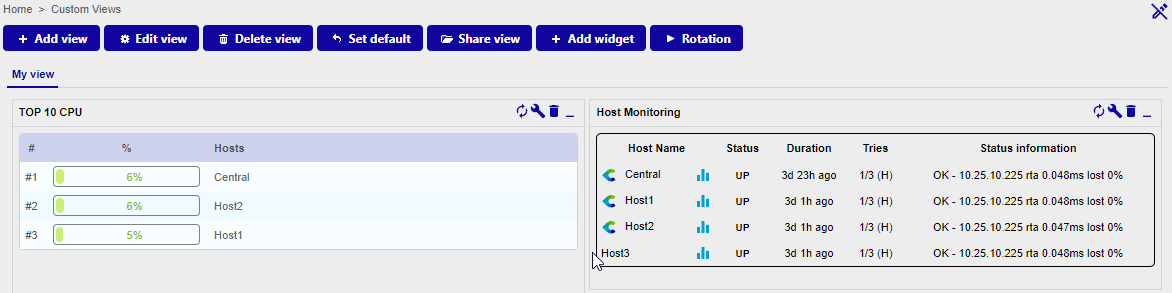 Home > Custom Views
+ Add view Edit view Delete view Set default Share view + Add widget Rotation
My view
TOP 10 CPU
# % Hosts
#1 6% Central
#2 6% Host2
#3 5% Host1
Host Monitoring
Host Name Status Duration Tries Status information
Central UP 3d 23h ago 1/3 (H) OK - 10.25.10.225 rta 0.048ms lost 0%
Host1 UP 3d 1h ago 1/3 (H) OK - 10.25.10.225 rta 0.048ms lost 0%
Host2 UP 3d 1h ago 1/3 (H) OK - 10.25.10.225 rta 0.047ms lost 0%
Host3 UP 3d 1h ago 1/3 (H) OK - 10.25.10.225 rta 0.048ms lost 0%